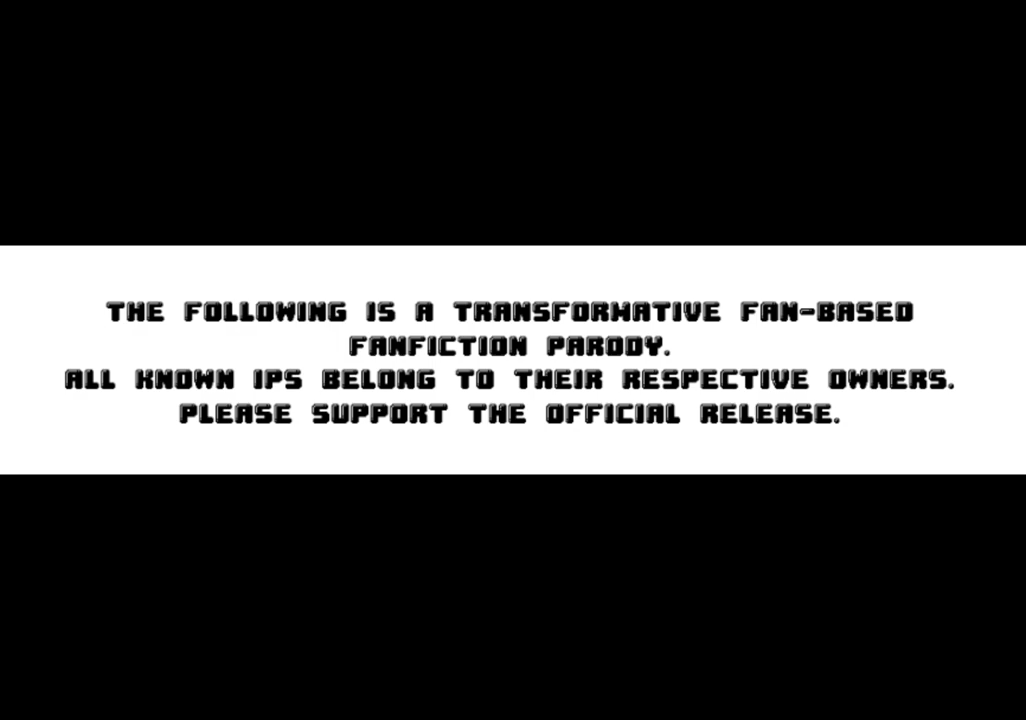 THE FOLLOWING IS A TRANSFORMATIVE FAN-BASED
FANFICTION PARODY.
ALL KNOWN IPS BELONG TO THEIR RESPECTIVE OWNERS.
PLEASE SUPPORT THE OFFICIAL RELEASE.